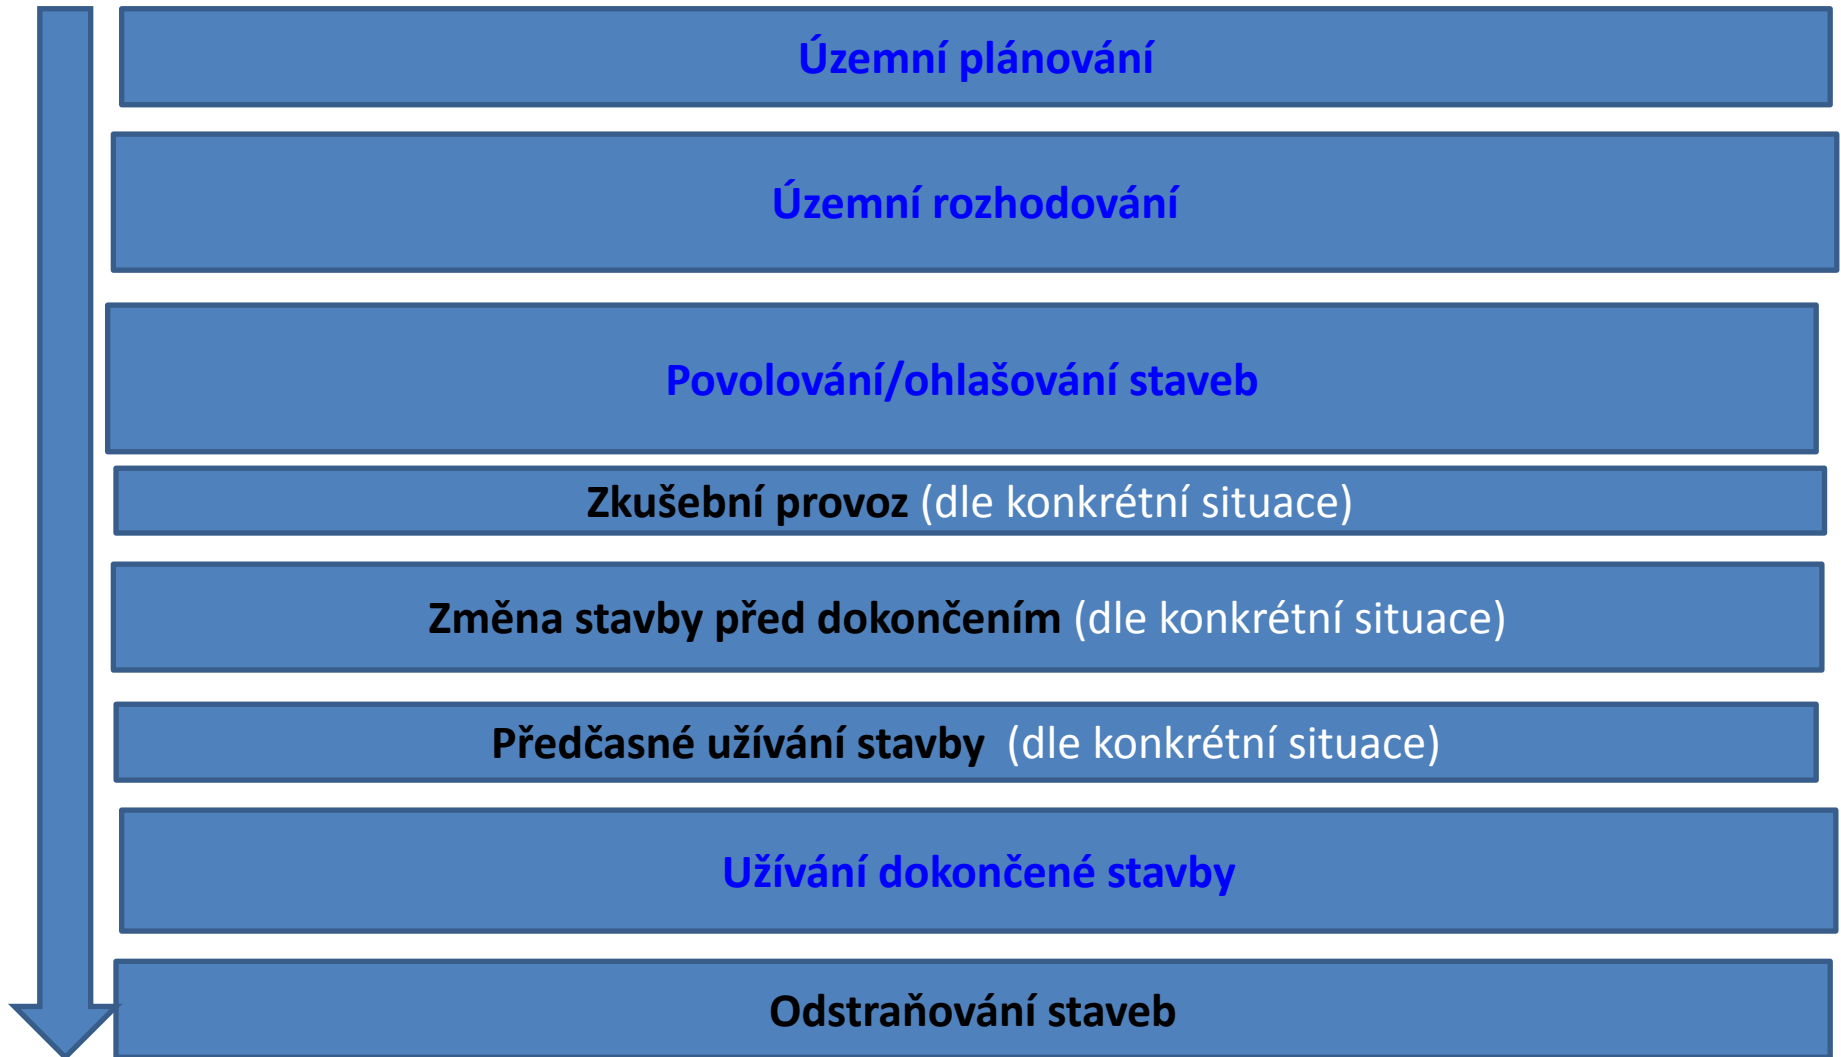 Územní plánování
Územní rozhodování
Povolování/ohlašování staveb
Zkušební provoz (dle konkrétní situace)
Změna stavby před dokončením (dle konkrétní situace)
Předčasné užívání stavby (dle konkrétní situace)
Užívání dokončené stavby
Odstraňování staveb